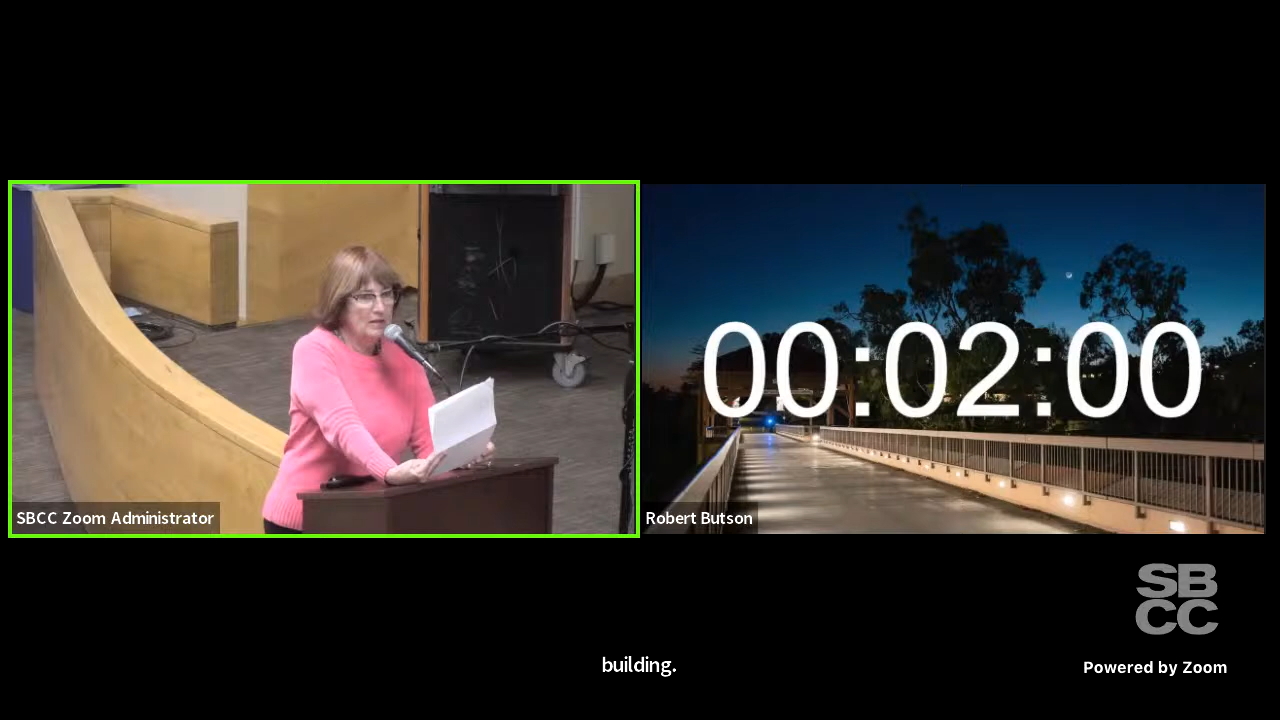 00:02:00
SBCC Zoom Administrator
Robert Butson
SB
CC
building.
Powered by Zoom